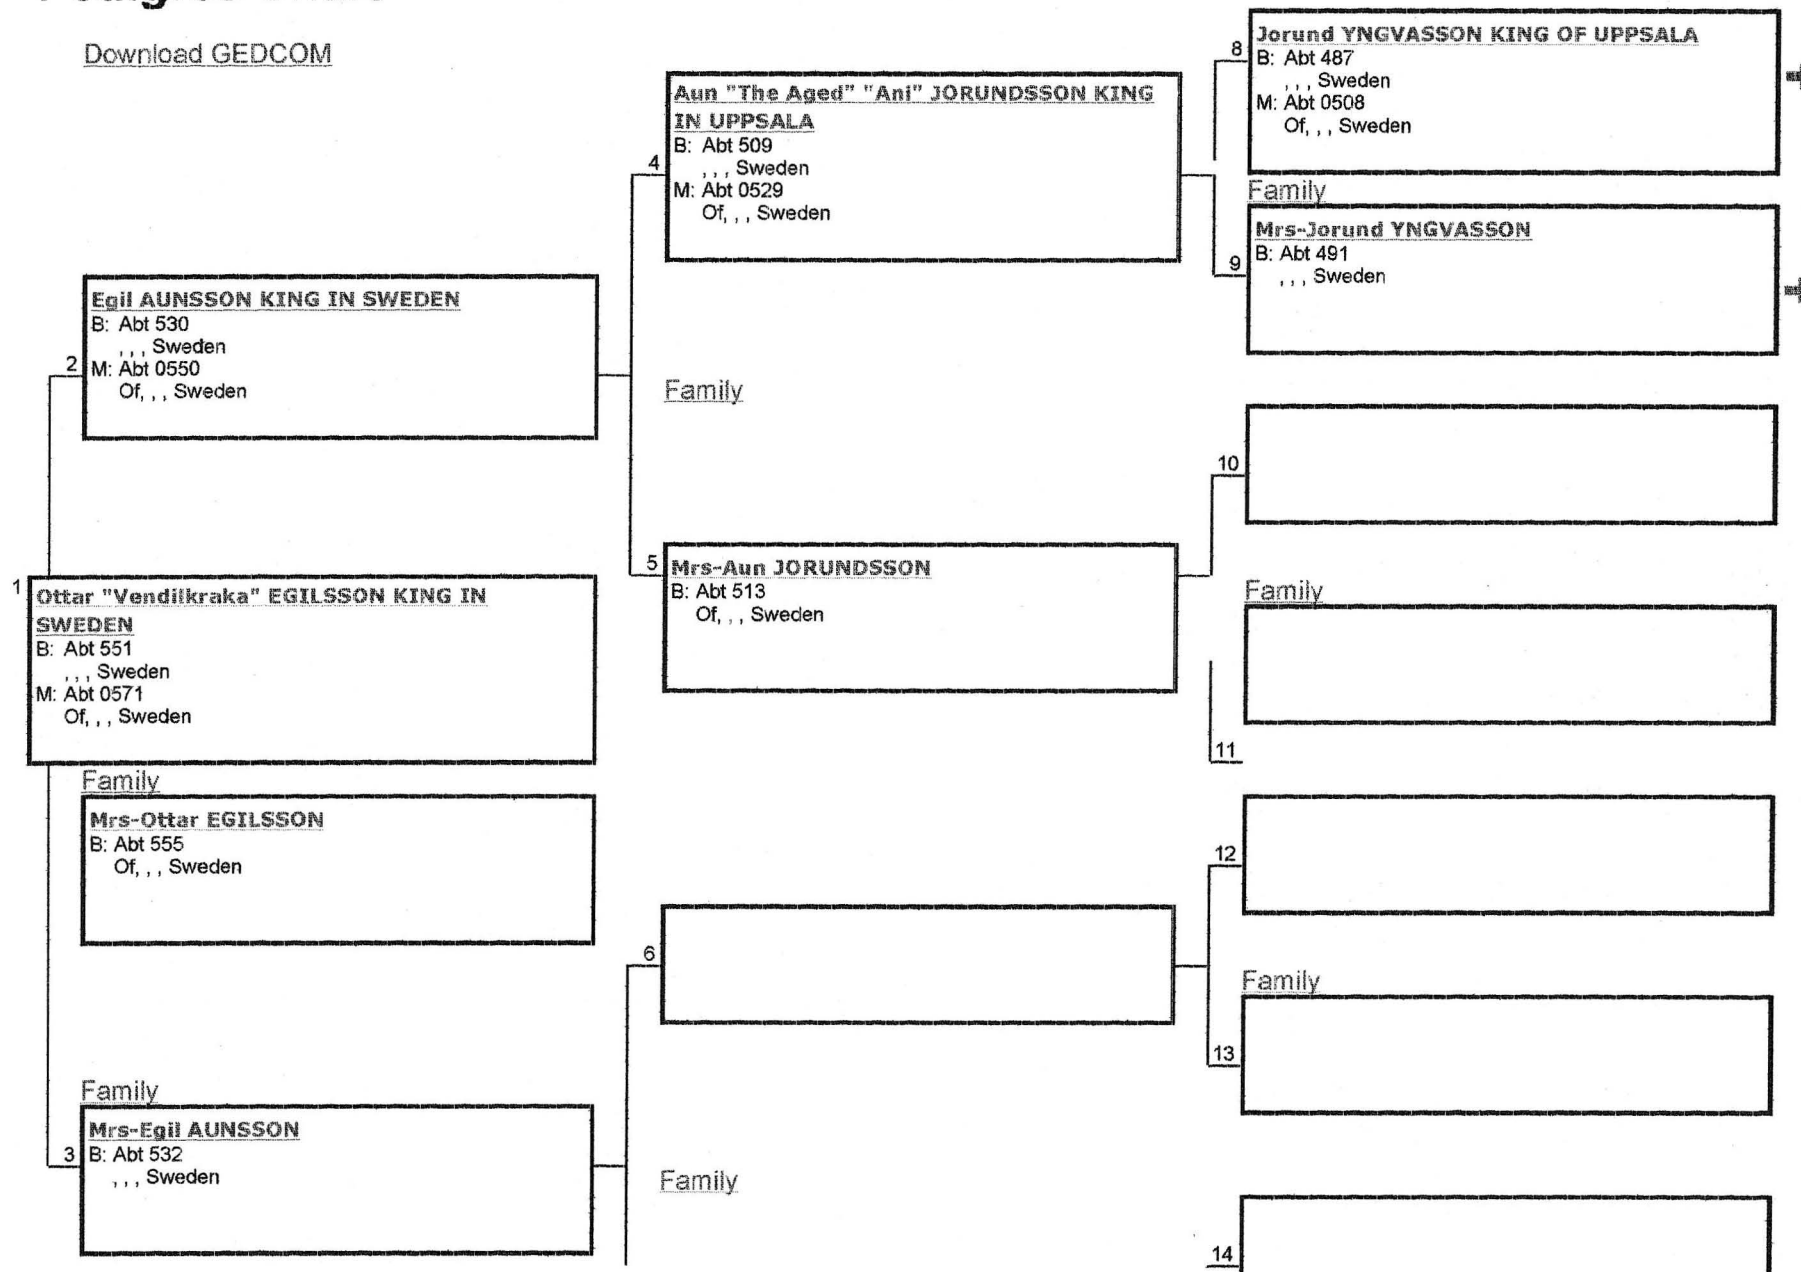 Download GEDCOM
8
Jorund YNGVASSON KING OF UPPSALA
B: Abt 487
, , , Sweden
M: Abt 0508
Of, , , Sweden
Family
9
Mrs-Jorund YNGVASSON
B: Abt 491
, , , Sweden
4
Aun "The Aged" "Ani" JORUNDSSON KING
IN UPPSALA
B: Abt 509
, , , Sweden
M: Abt 0529
Of, , , Sweden
2
Egil AUNSSON KING IN SWEDEN
B: Abt 530
, , , Sweden
M: Abt 0550
Of, , , Sweden
Family
10
5
Mrs-Aun JORUNDSSON
B: Abt 513
Of, , , Sweden
Family
11
1
Ottar "Vendilkraka" EGILSSON KING IN
SWEDEN
B: Abt 551
, , , Sweden
M: Abt 0571
Of, , , Sweden
Family
Mrs-Ottar EGILSSON
B: Abt 555
Of, , , Sweden
12
6
Family
13
Family
3
Mrs-Egil AUNSSON
B: Abt 532
, , , Sweden
Family
14